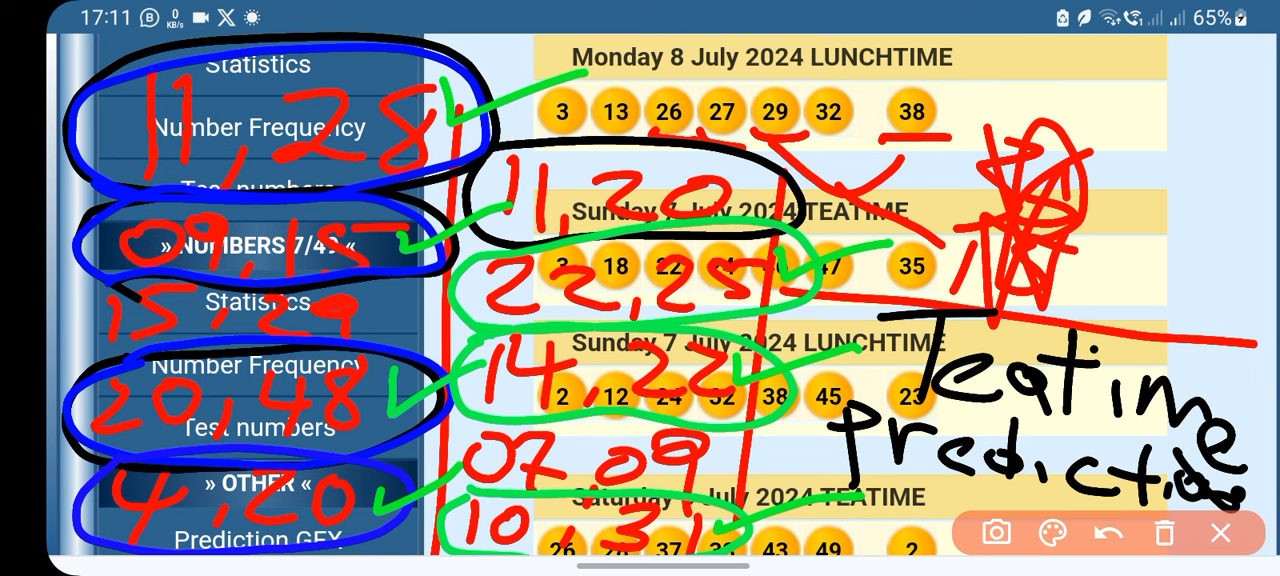 17:11 0 KB/s X 65%
Statistics
Number Frequency
» NUMBERS 7/49 «
Statistics
Number Frequency
Test numbers
» OTHER «
11, 28
09, 15
15, 29
20, 48
4, 20
Monday 8 July 2024 LUNCHTIME
3 13 26 27 29 32 38
11, 20
Sunday 7 July 2024 TEATIME
3 18 22 47 35
22, 25
Sunday 7 July 2024 LUNCHTIME
2 12 24 32 38 45 23
14, 22
07, 09
Saturday July 2024 TEATIME
26 37 43 49 2
10, 31
Teatime
Prediction